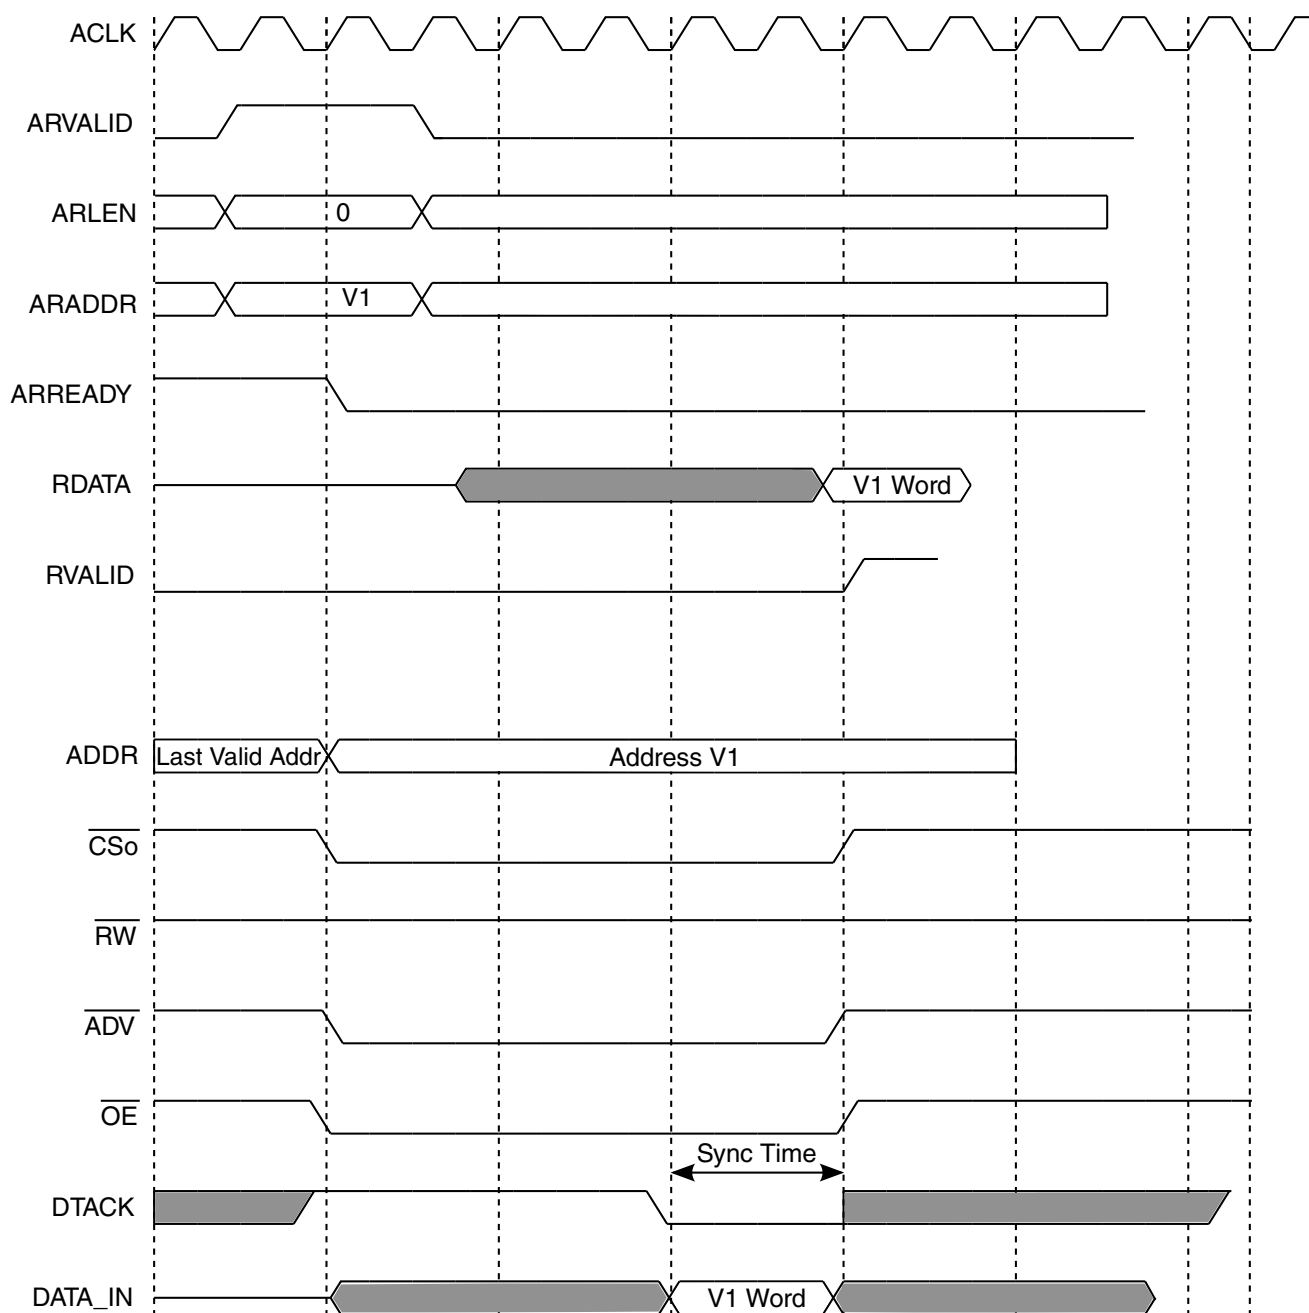 ACLK
ARVALID
ARLEN
0
ARADDR
V1
ARREADY
RDATA
V1 Word
RVALID
ADDR
Last Valid Addr
Address V1
CSo
RW
ADV
OE
Sync Time
DTACK
DATA_IN
V1 Word